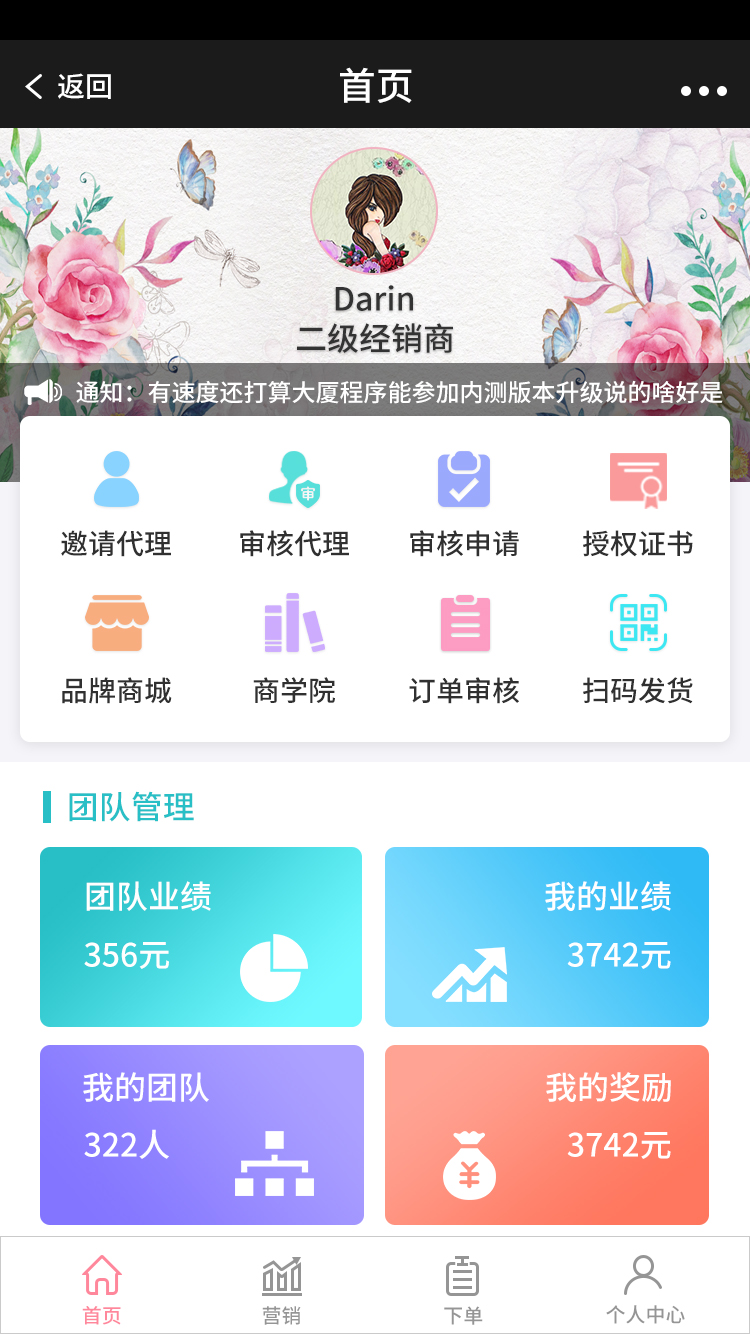 返回
首页
Darin
二级经销商
通知：有速度还打算大厦程序能参加内测版本升级说的啥好是
审
邀请代理
审核代理
审核申请
授权证书
品牌商城
商学院
订单审核
扫码发货
团队管理
团队业绩
356元
我的业绩
3742元
我的团队
322人
我的奖励
3742元
¥
首页
营销
下单
个人中心